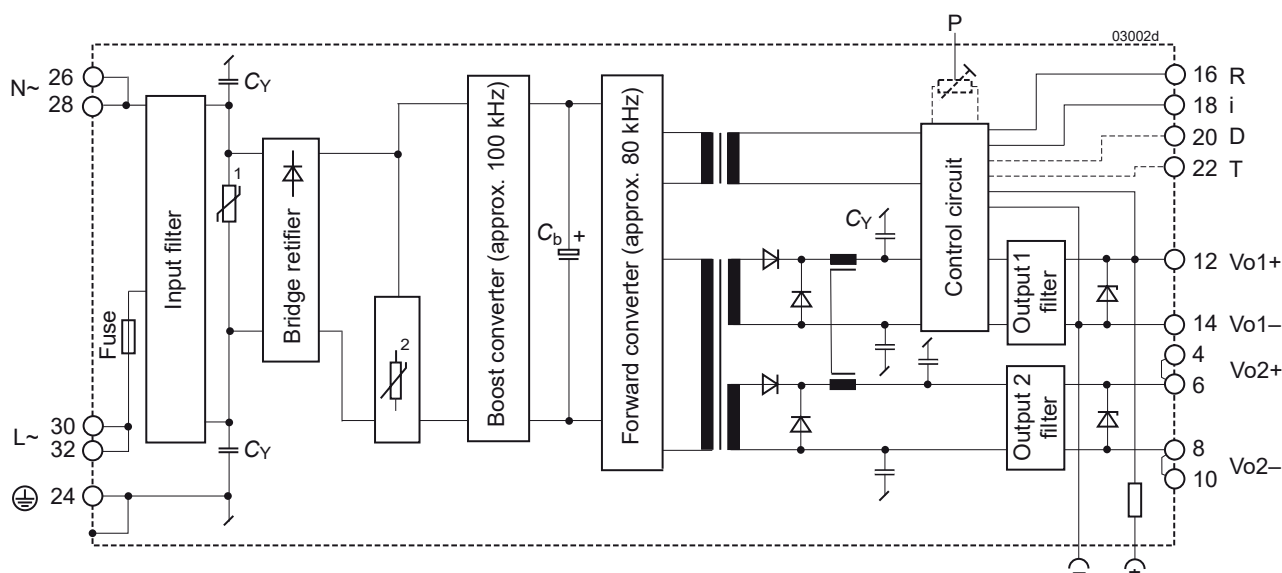 P
03002d
N~ 26
28
CY
16 R
18 i
20 D
22 T
1
Input filter
Bridge retifier
Boost converter (approx. 100 kHz)
Cb +
Forward converter (approx. 80 kHz)
Control circuit
CY
Output 1 filter
12 Vo1+
14 Vo1–
Fuse
2
4
Vo2+
6
Output 2 filter
L~ 30
32
CY
8
Vo2–
10
24
– +